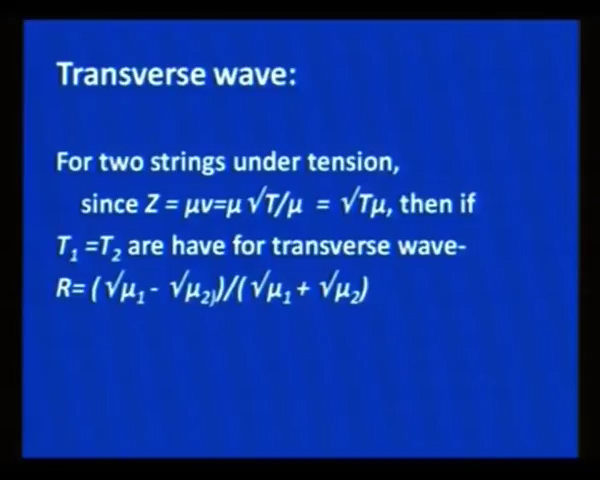 Transverse wave:
For two strings under tension,
since Z = μv=μ √T/μ = √Tμ, then if
T₁ =T₂ are have for transverse wave-
R= (√μ₁ - √μ₂₎)/(√μ₁ + √μ₂)